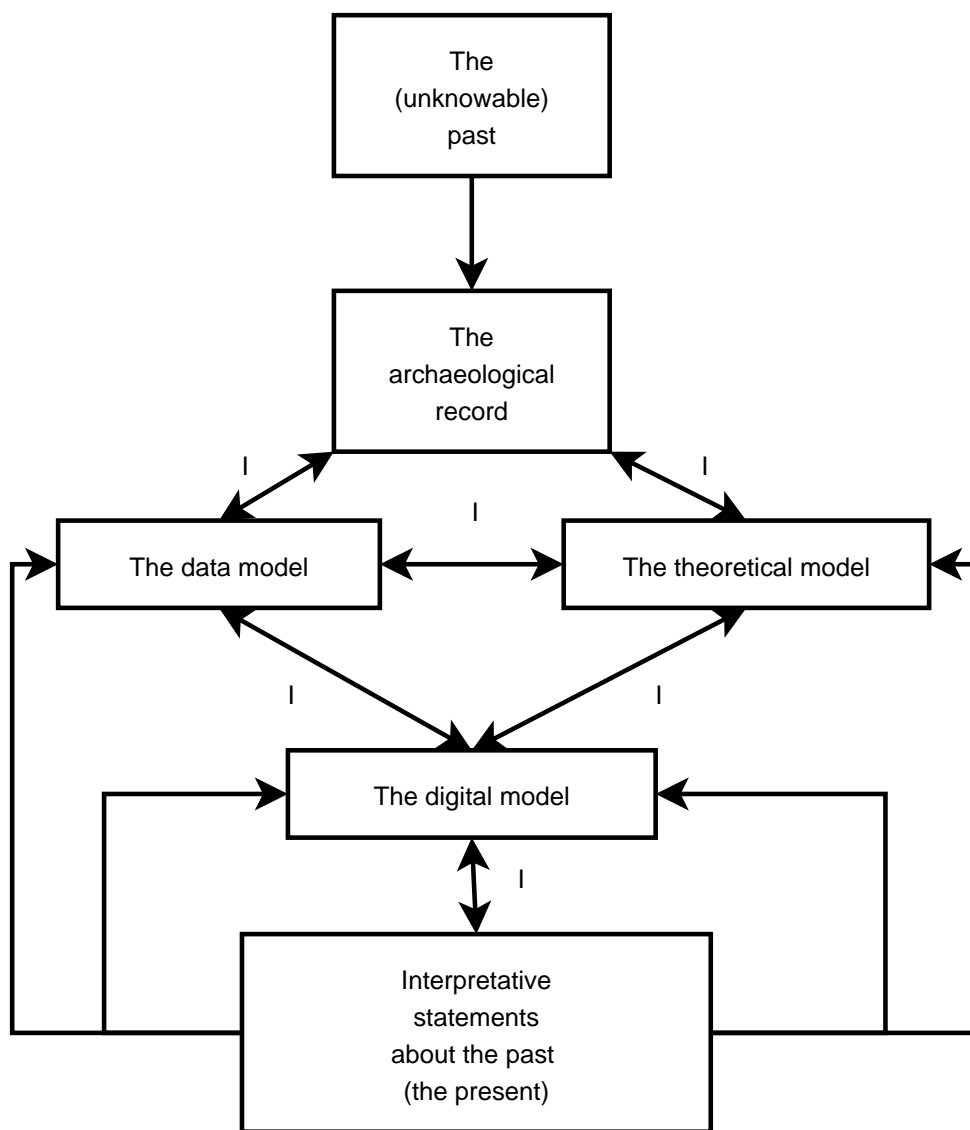 The
(unknowable)
past
The
archaeological
record
I
I
I
The data model
The theoretical model
I
I
The digital model
I
Interpretative
statements
about the past
(the present)